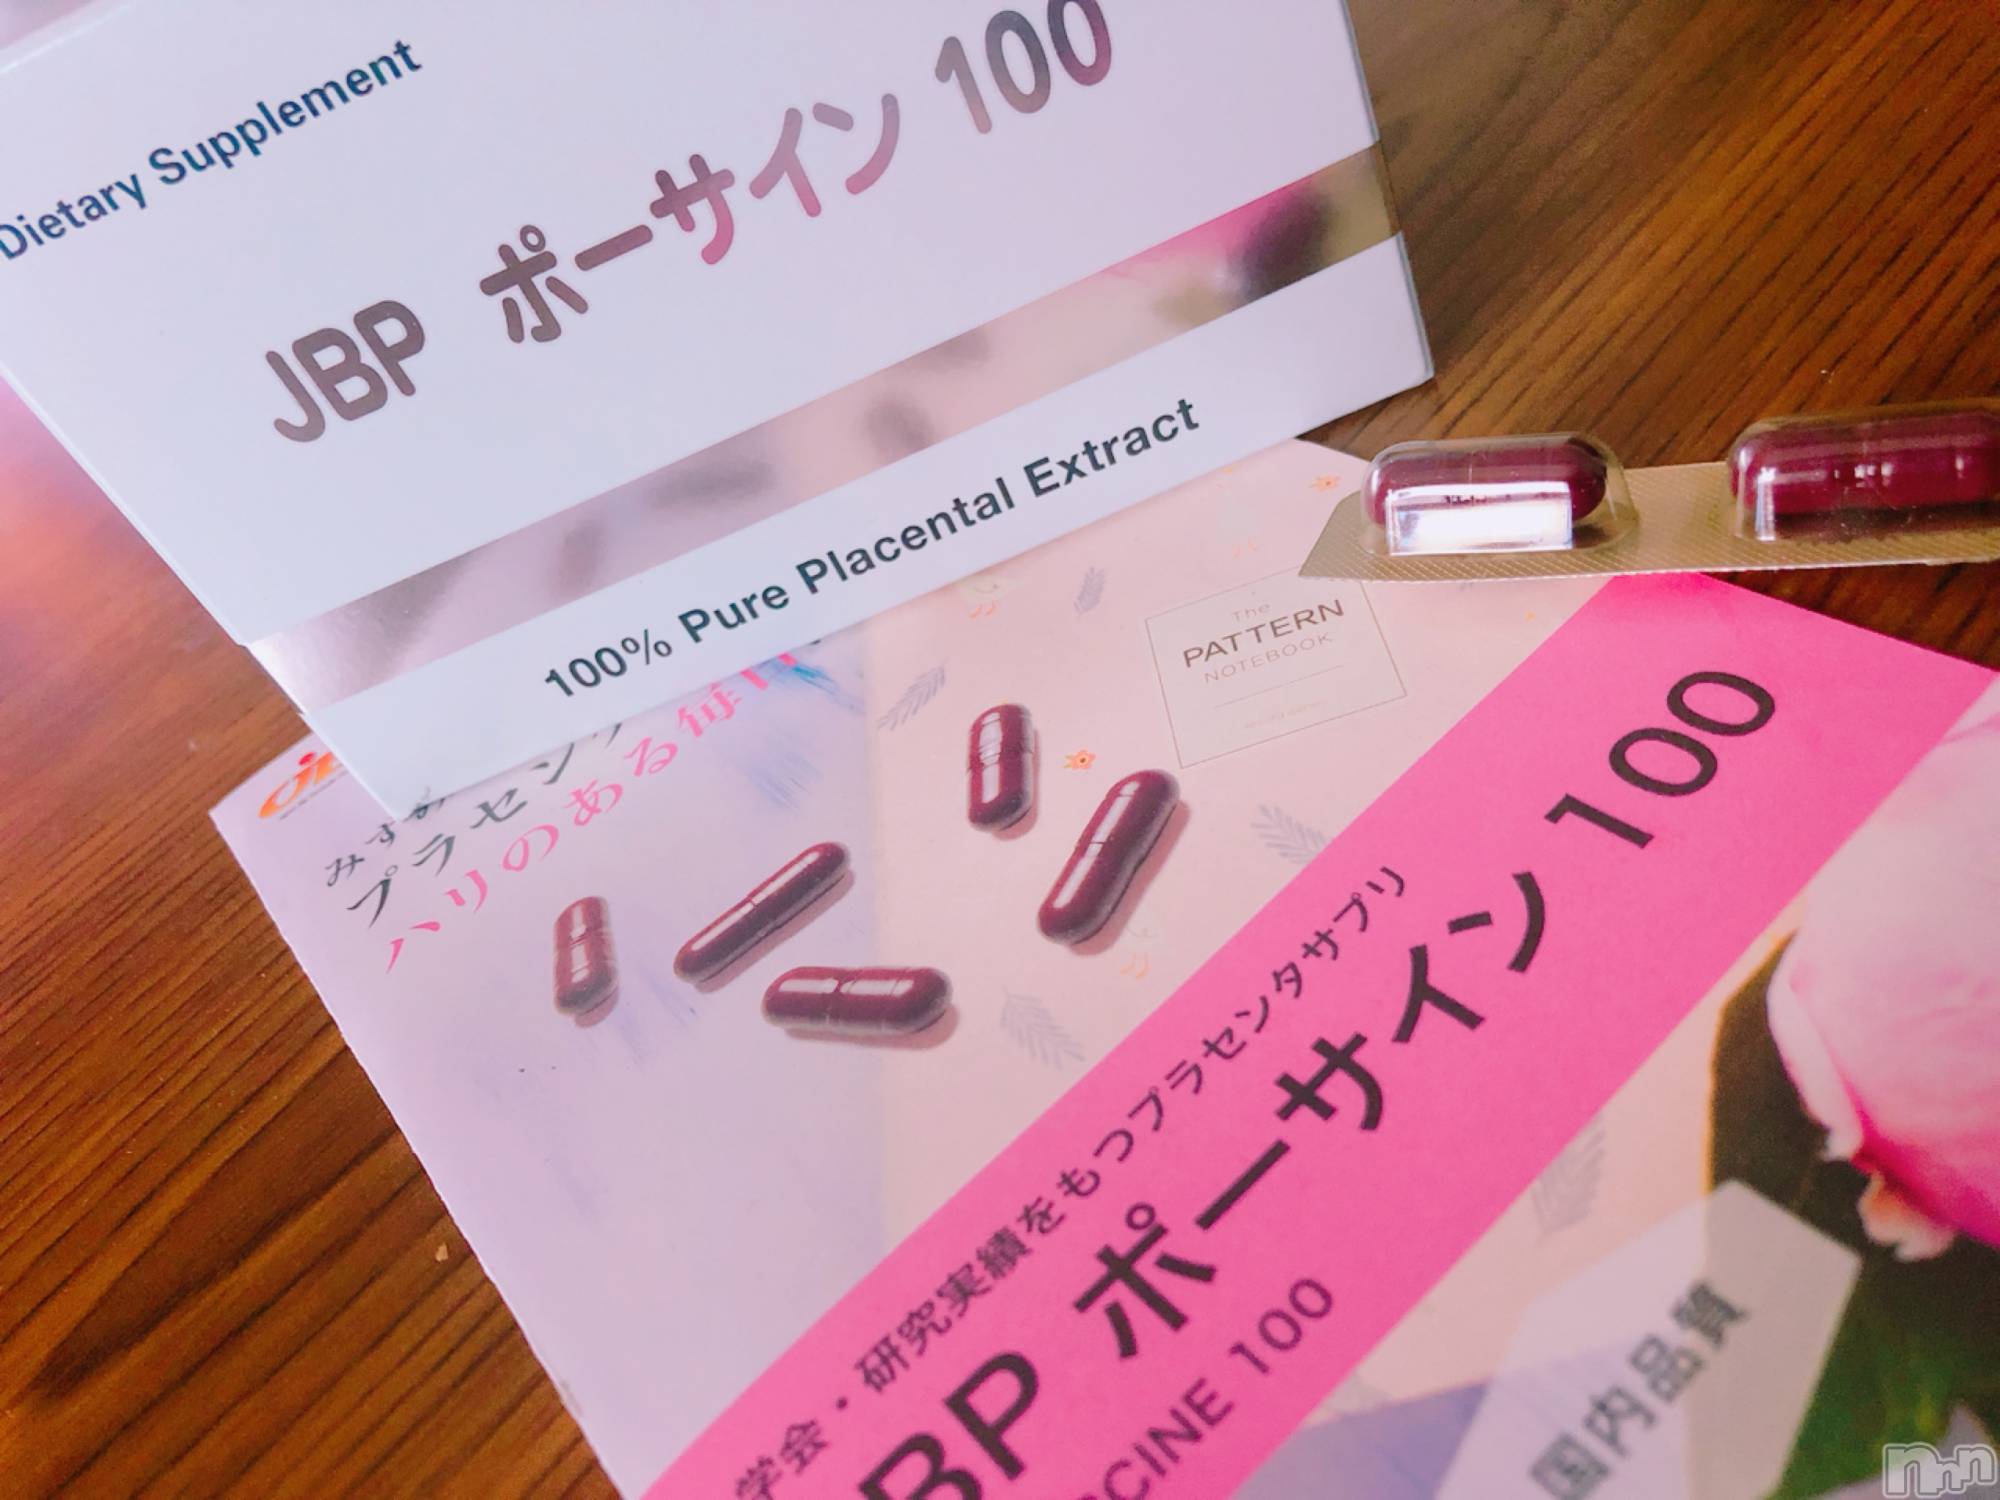 Dietary Supplement
JBP ポーサイン 100
100% Pure Placental Extract
The
PATTERN
NOTEBOOK
プラセン
ハリのある毎日
学会・研究実績をもつプラセンタサプリ
BP ポーサイン 100
CINE 100
国内品質
nnn